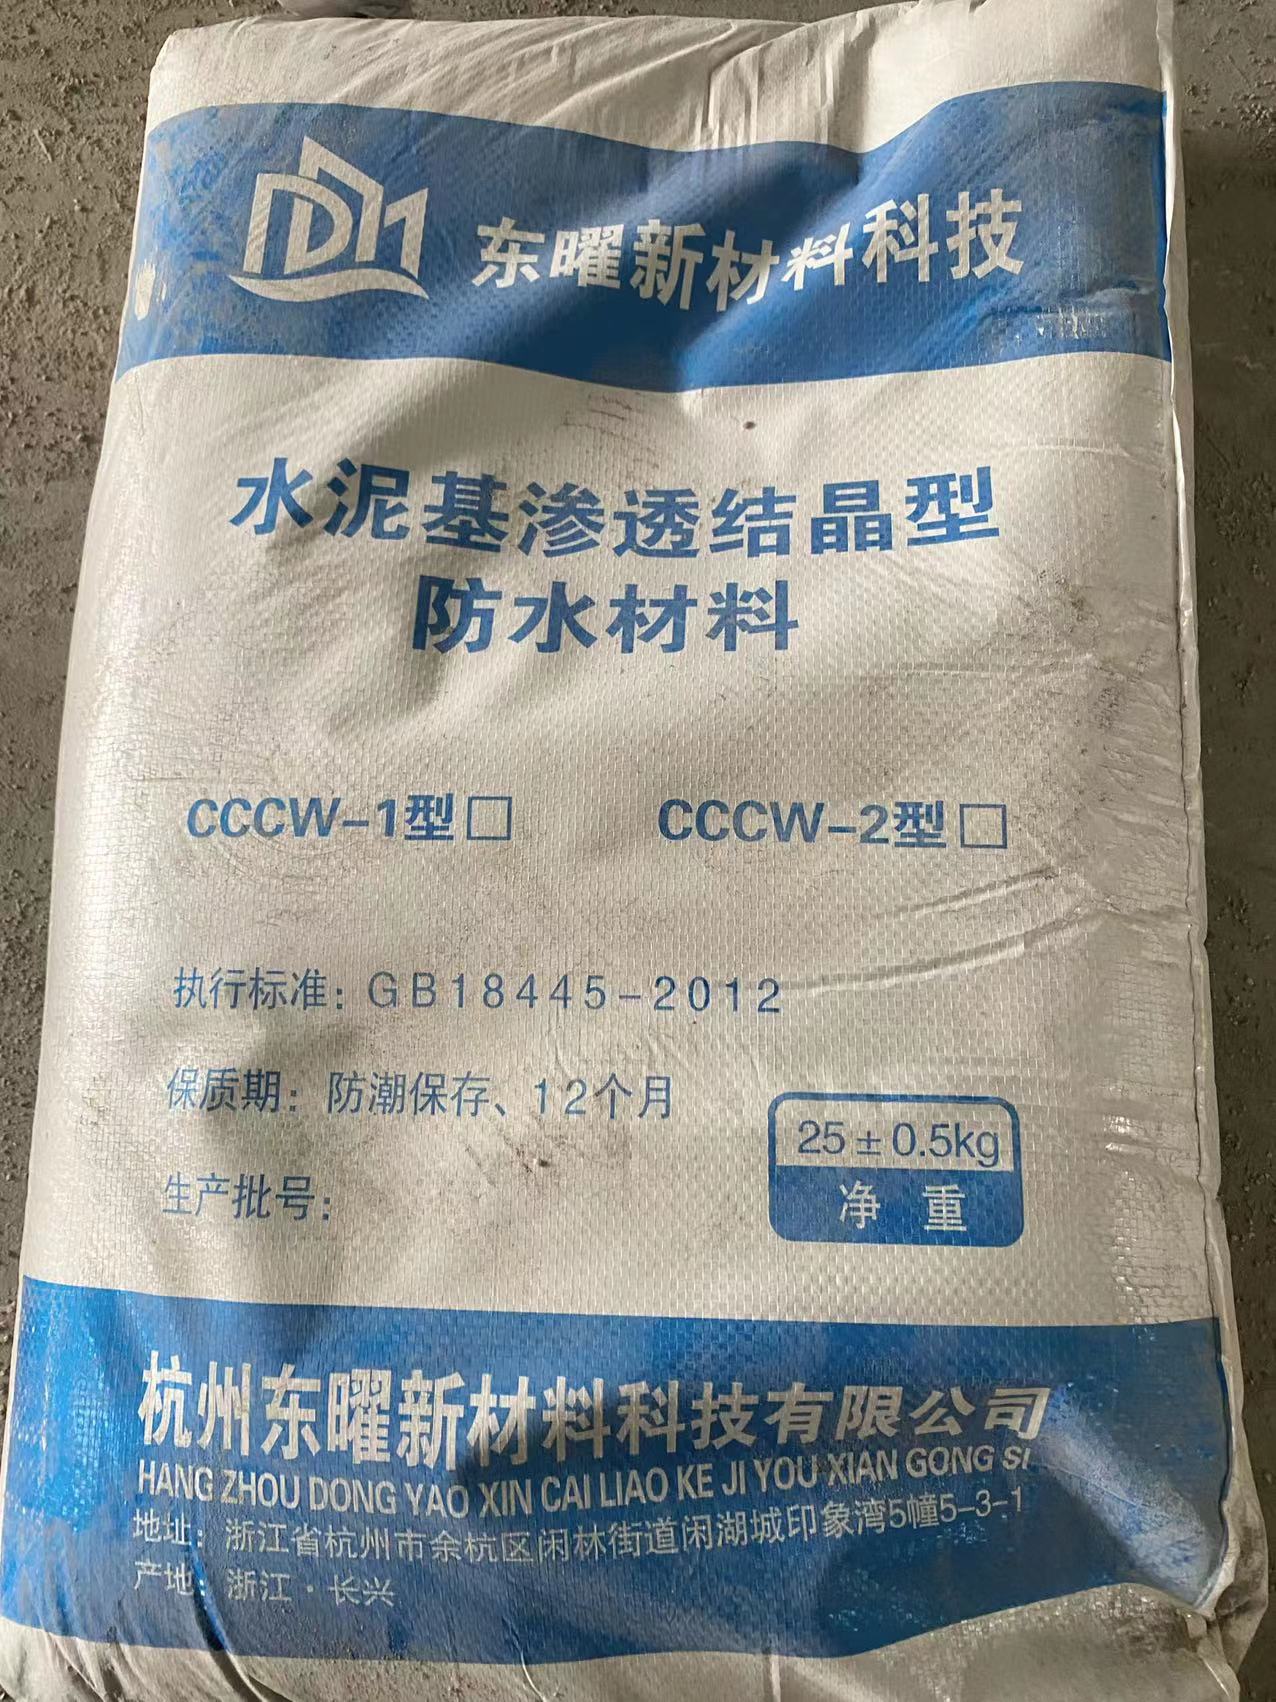 东曜新材料科技
水泥基渗透结晶型
防水材料
CCCW-1型□ CCCW-2型□
执行标准：GB18445-2012
保质期：防潮保存、12个月
25±0.5kg
净 重
生产批号：
杭州东曜新材料科技有限公司
HANG ZHOU DONG YAO XIN CAI LIAO KE JI YOU XIAN GONG SI
地址：浙江省杭州市余杭区闲林街道闲湖城印象湾5幢5-3-1
产地：浙江·长兴